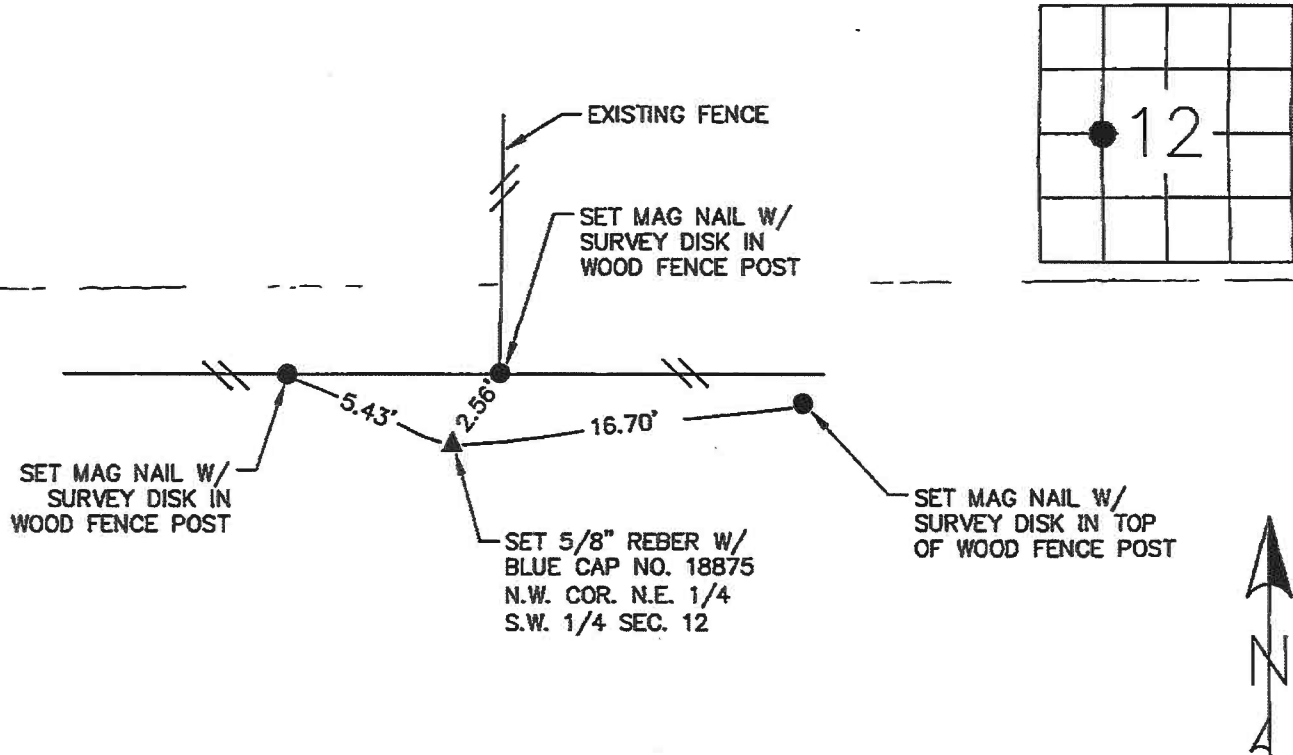 12
EXISTING FENCE
SET MAG NAIL W/
SURVEY DISK IN
WOOD FENCE POST
5.43'
2.56'
16.70'
SET MAG NAIL W/
SURVEY DISK IN
WOOD FENCE POST
SET MAG NAIL W/
SURVEY DISK IN TOP
OF WOOD FENCE POST
SET 5/8" REBER W/
BLUE CAP NO. 18875
N.W. COR. N.E. 1/4
S.W. 1/4 SEC. 12
N